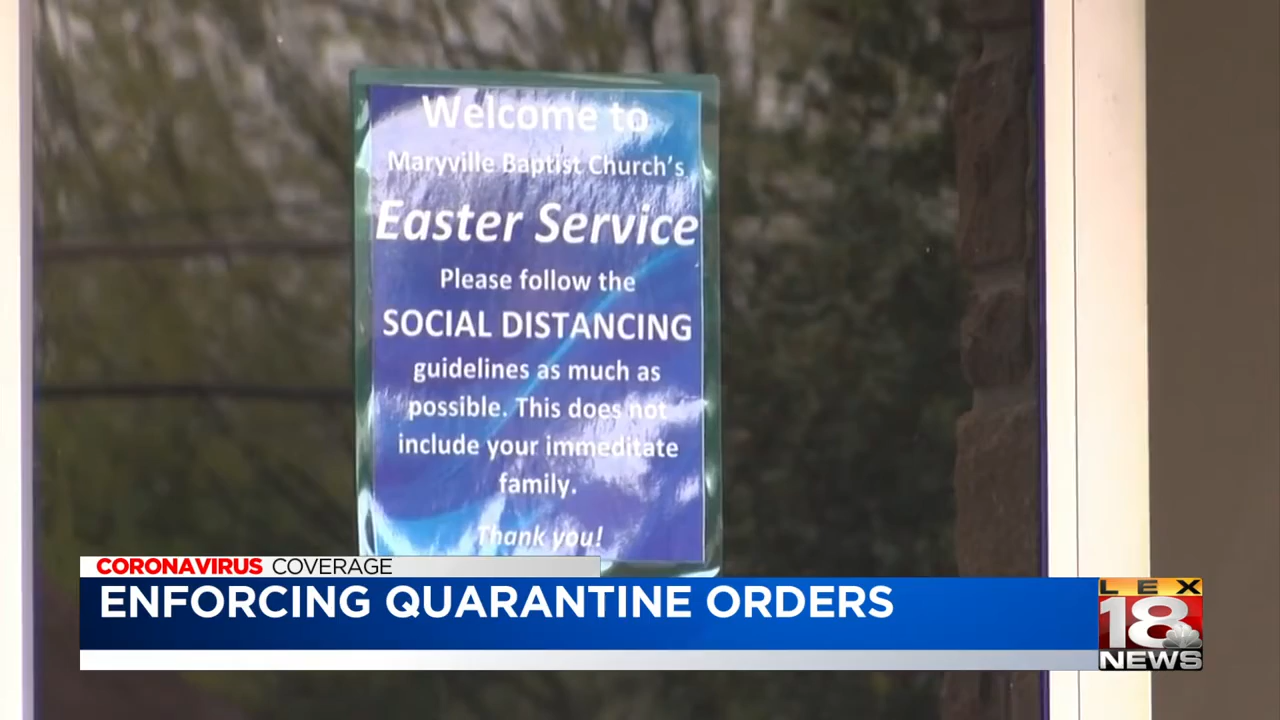 Welcome to
Maryville Baptist Church's
Easter Service
Please follow the
SOCIAL DISTANCING
guidelines as much as
possible. This does not
include your immeditate
family.
Thank you!
CORONAVIRUS COVERAGE
ENFORCING QUARANTINE ORDERS
LEX
18
NEWS